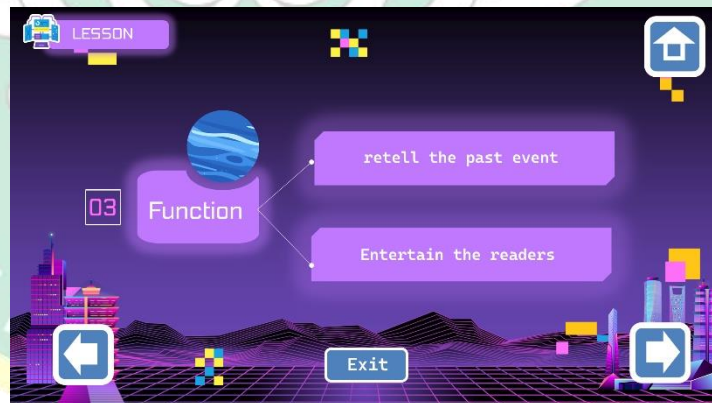 LESSON
03
Function
retell the past event
Entertain the readers
Exit